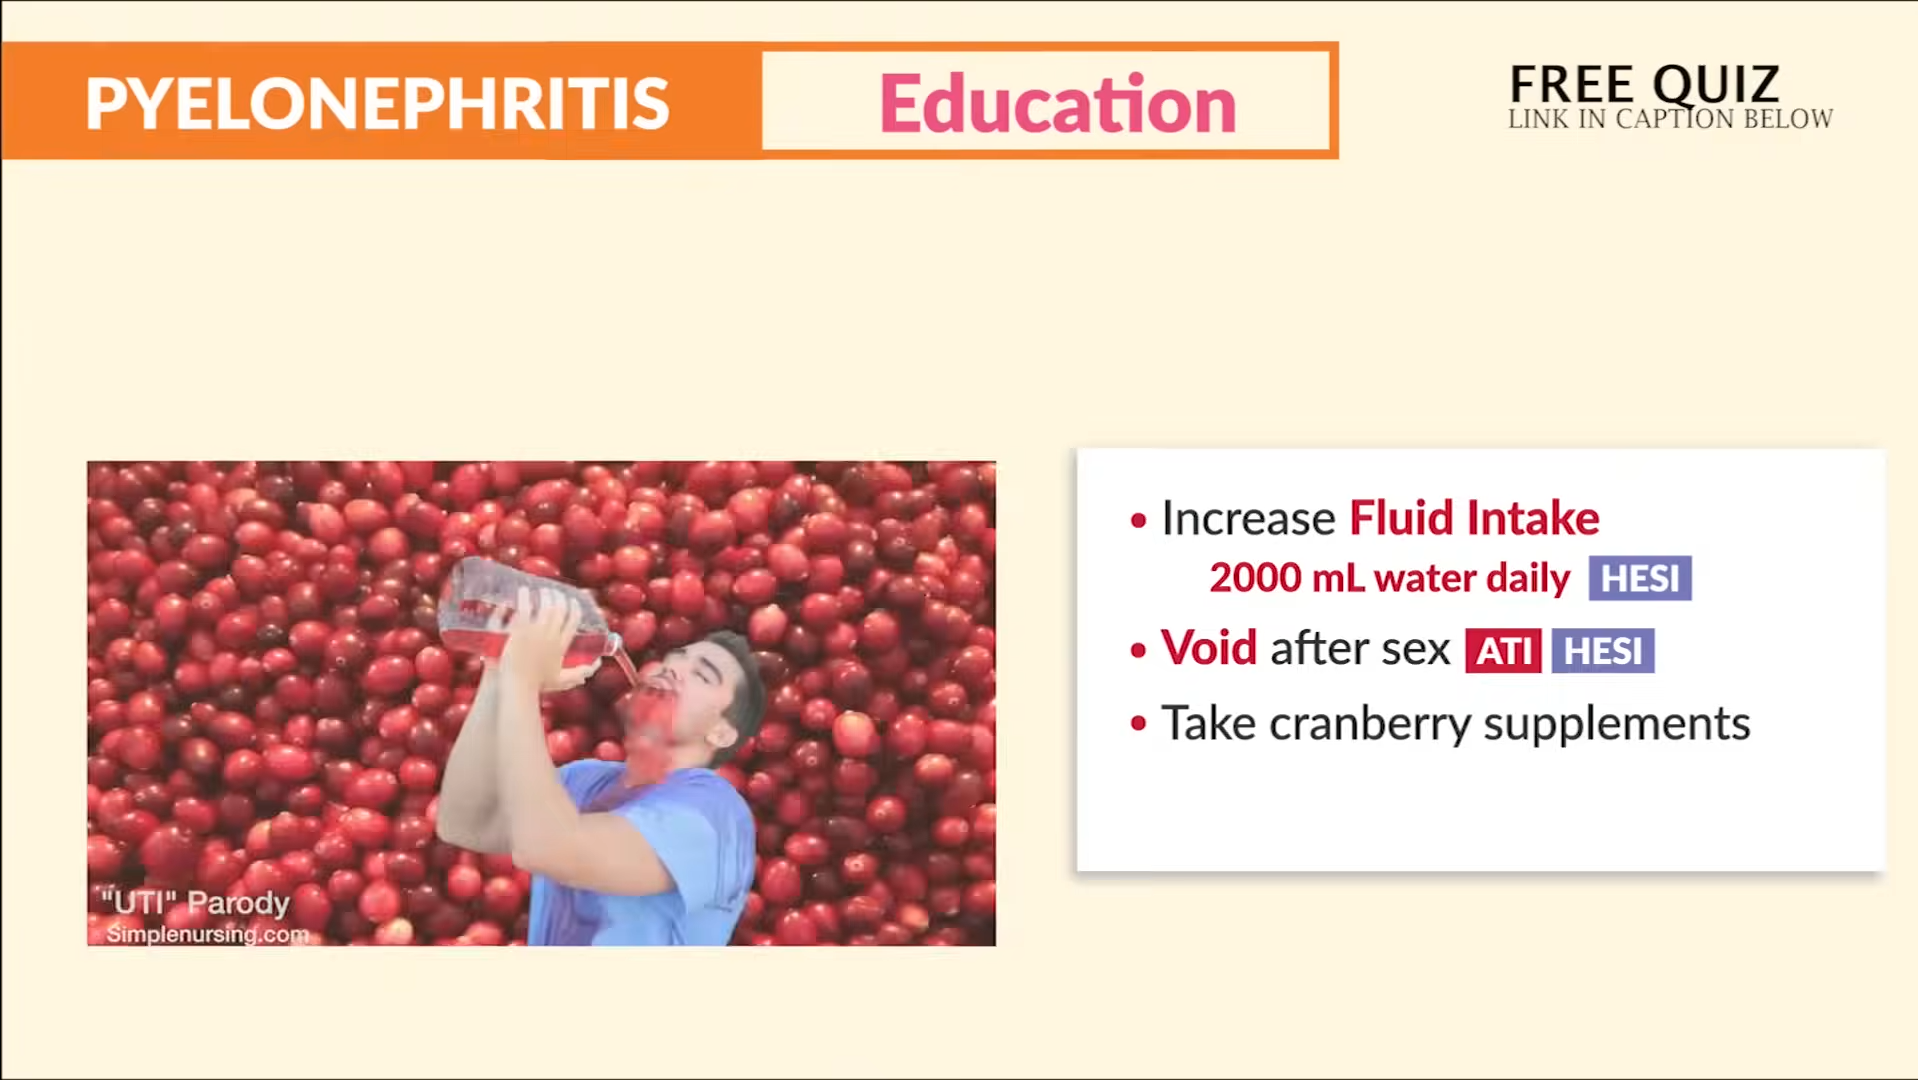 PYELONEPHRITIS
Education
FREE QUIZ
LINK IN CAPTION BELOW
• Increase Fluid Intake
2000 mL water daily HESI
• Void after sex ATI HESI
• Take cranberry supplements
"UTI" Parody
Simplenursing.com